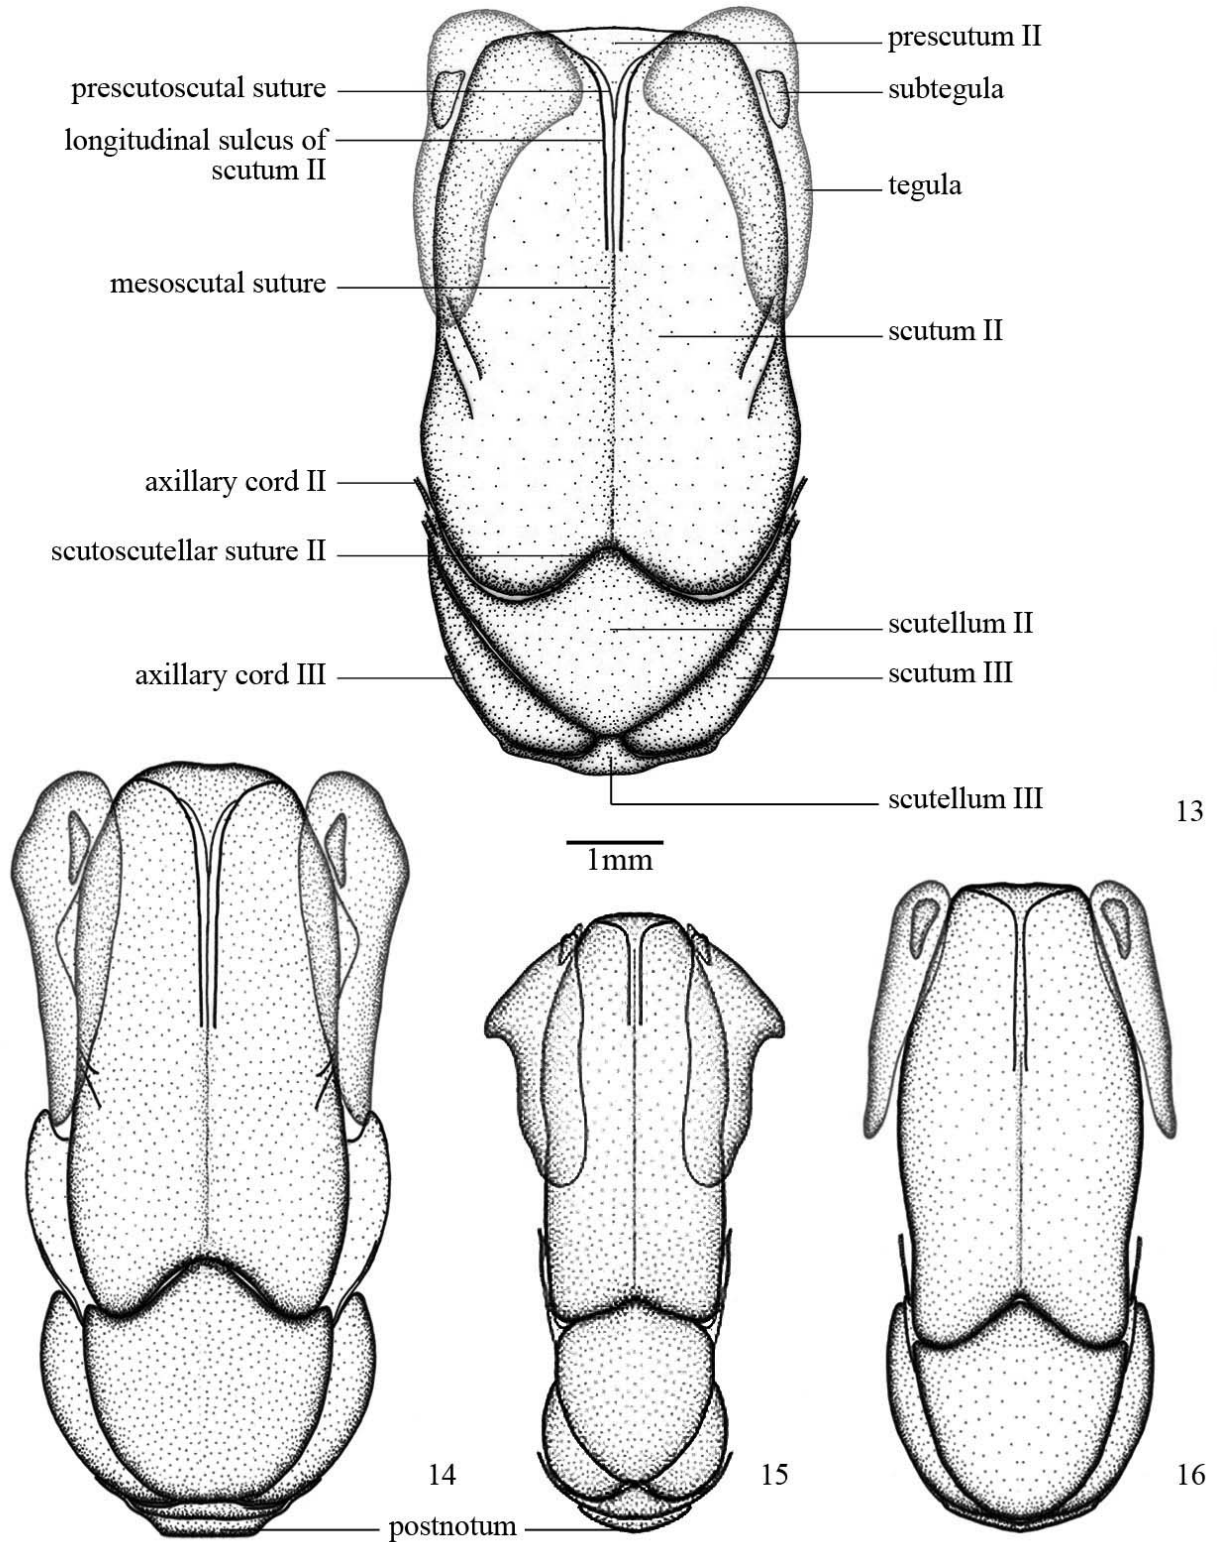 prescutum II
prescutoscutal suture
subtegula
longitudinal sulcus of
scutum II
tegula
mesoscutal suture
scutum II
axillary cord II
scutoscutellar suture II
scutellum II
axillary cord III
scutum III
scutellum III
13
1mm
14
15
16
postnotum